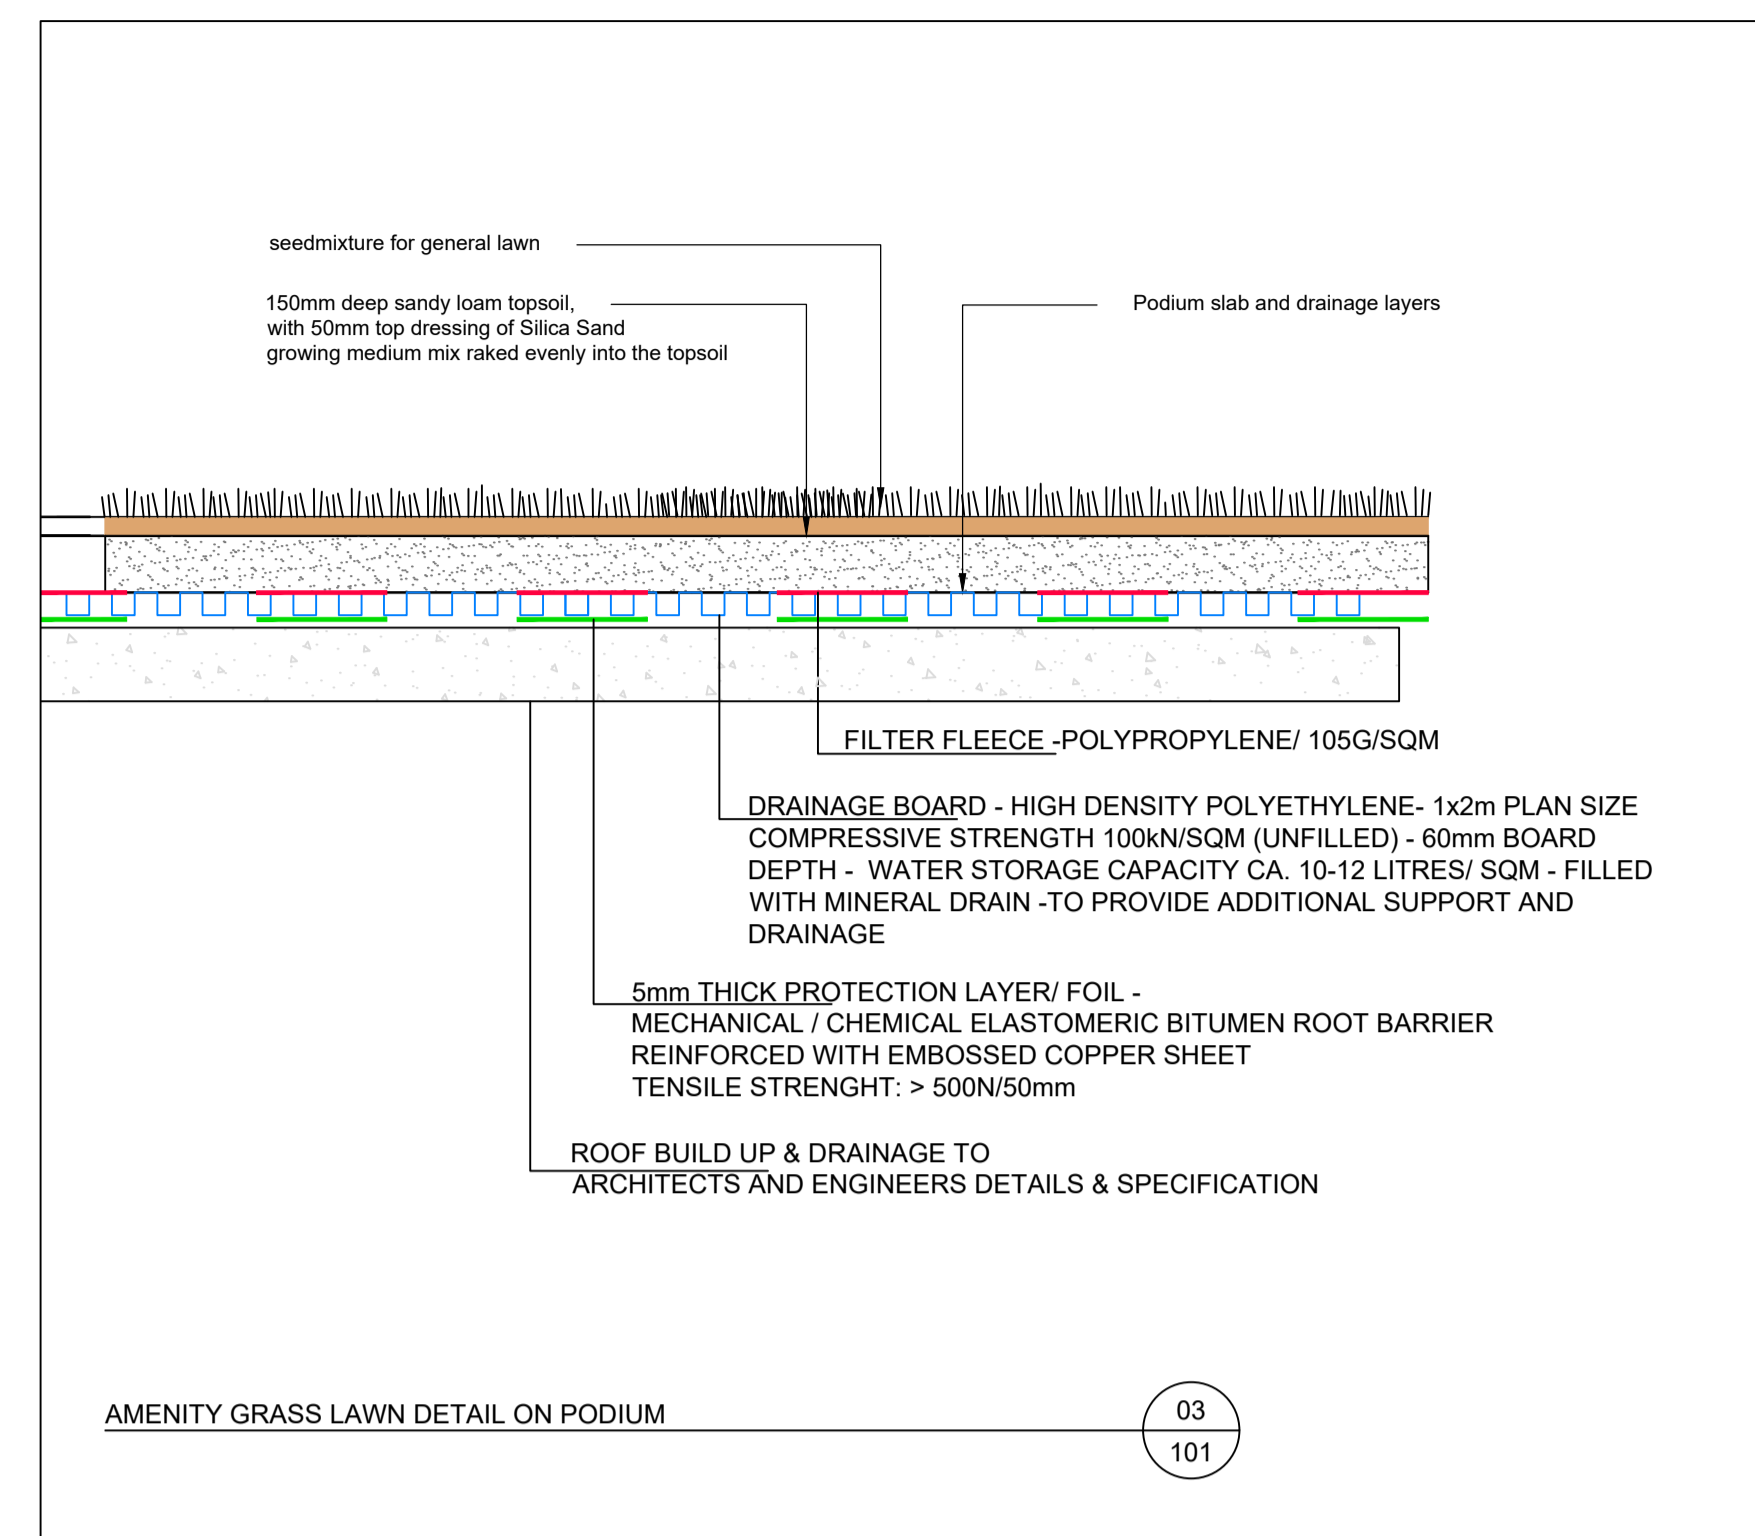 seedmixture for general lawn
150mm deep sandy loam topsoil,
with 50mm top dressing of Silica Sand
growing medium mix raked evenly into the topsoil
Podium slab and drainage layers
FILTER FLEECE -POLYPROPYLENE/ 105G/SQM
DRAINAGE BOARD - HIGH DENSITY POLYETHYLENE- 1x2m PLAN SIZE
COMPRESSIVE STRENGTH 100kN/SQM (UNFILLED) - 60mm BOARD
DEPTH - WATER STORAGE CAPACITY CA. 10-12 LITRES/ SQM - FILLED
WITH MINERAL DRAIN -TO PROVIDE ADDITIONAL SUPPORT AND
DRAINAGE
5mm THICK PROTECTION LAYER/ FOIL -
MECHANICAL / CHEMICAL ELASTOMERIC BITUMEN ROOT BARRIER
REINFORCED WITH EMBOSSED COPPER SHEET
TENSILE STRENGHT: > 500N/50mm
ROOF BUILD UP & DRAINAGE TO
ARCHITECTS AND ENGINEERS DETAILS & SPECIFICATION
AMENITY GRASS LAWN DETAIL ON PODIUM
03
101